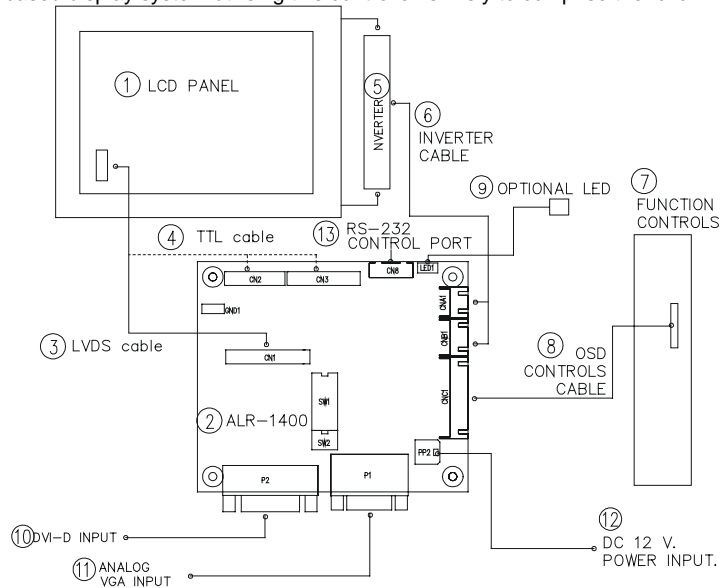 ① LCD PANEL
⑤
NVERTER
⑥
INVERTER
CABLE
⑨ OPTIONAL LED
⑦
FUNCTION
CONTROLS
④ TTL cable
⑬ RS-232
CONTROL PORT
CN2
CN3
CN8
LED1
GND1
CNA1
CNB1
③ LVDS cable
CN1
⑧ OSD
CONTROLS
CABLE
CNC1
SW1
② ALR-1400
SW2
PP2
P2
P1
⑩ DVI-D INPUT
⑪ ANALOG
VGA INPUT
⑫
DC 12 V.
POWER INPUT.